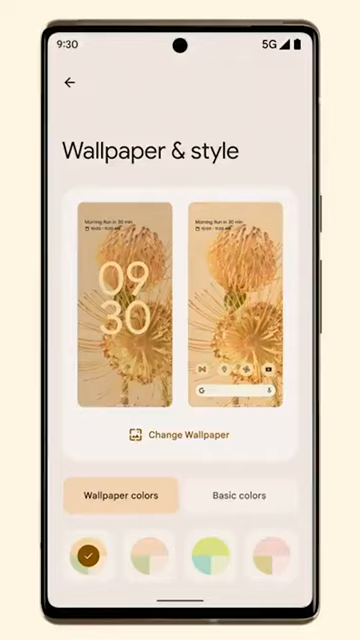 9:30
5G
Wallpaper & style
Morning Run in 30 min
09
30
Morning Run in 30 min
G
Change Wallpaper
Wallpaper colors
Basic colors